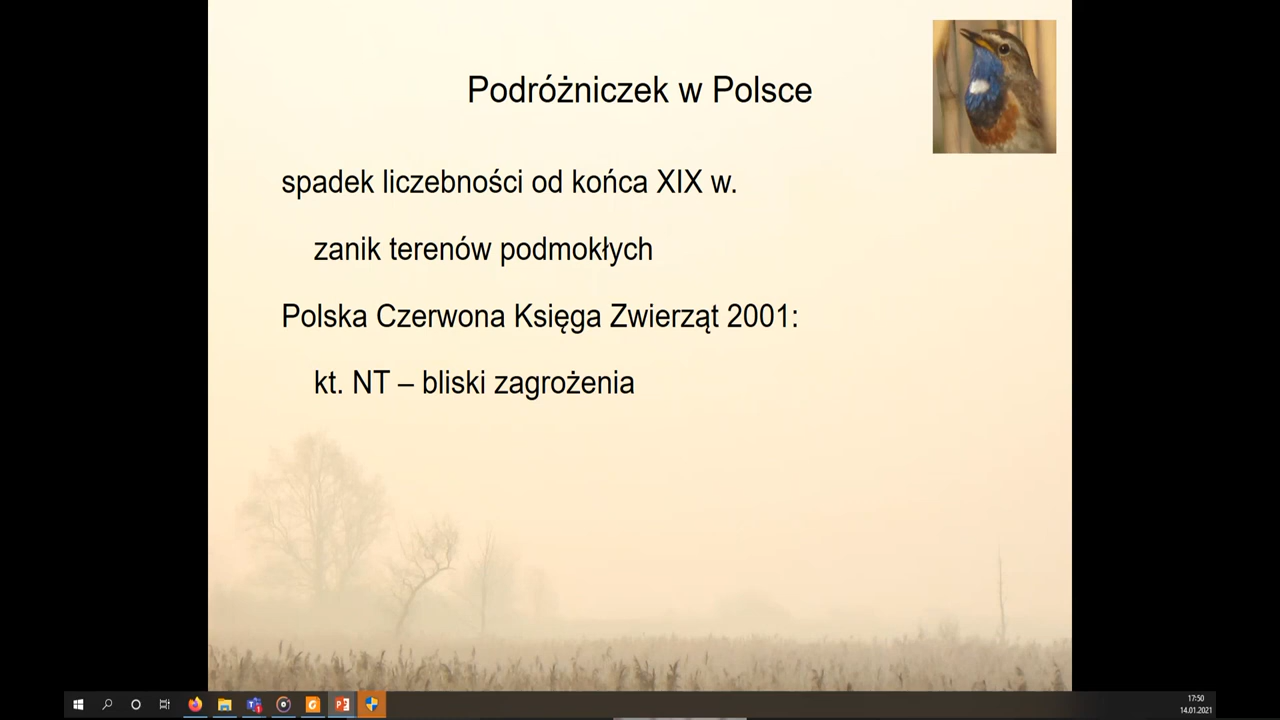 Podróżniczek w Polsce
spadek liczebności od końca XIX w.
zanik terenów podmokłych
Polska Czerwona Księga Zwierząt 2001:
kt. NT – bliski zagrożenia
17:50
14.01.2021